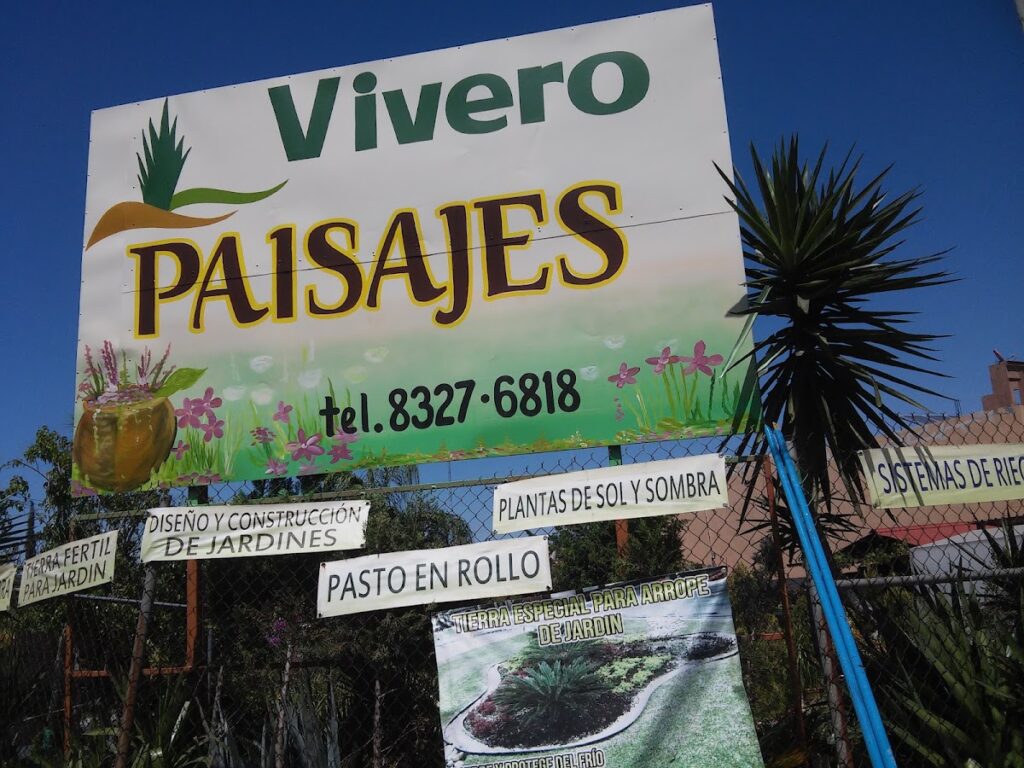 Vivero
PAISAJES
tel. 8327·6818
PLANTAS DE SOL Y SOMBRA
SISTEMAS DE
DISEÑO Y CONSTRUCCIÓN
DE JARDINES
TIERRA FERTIL
PARA JARDIN
PASTO EN ROLLO
TIERRA ESPECIAL PARA ARROPE
DE JARDIN
Y PROTEGE DEL FRÍO